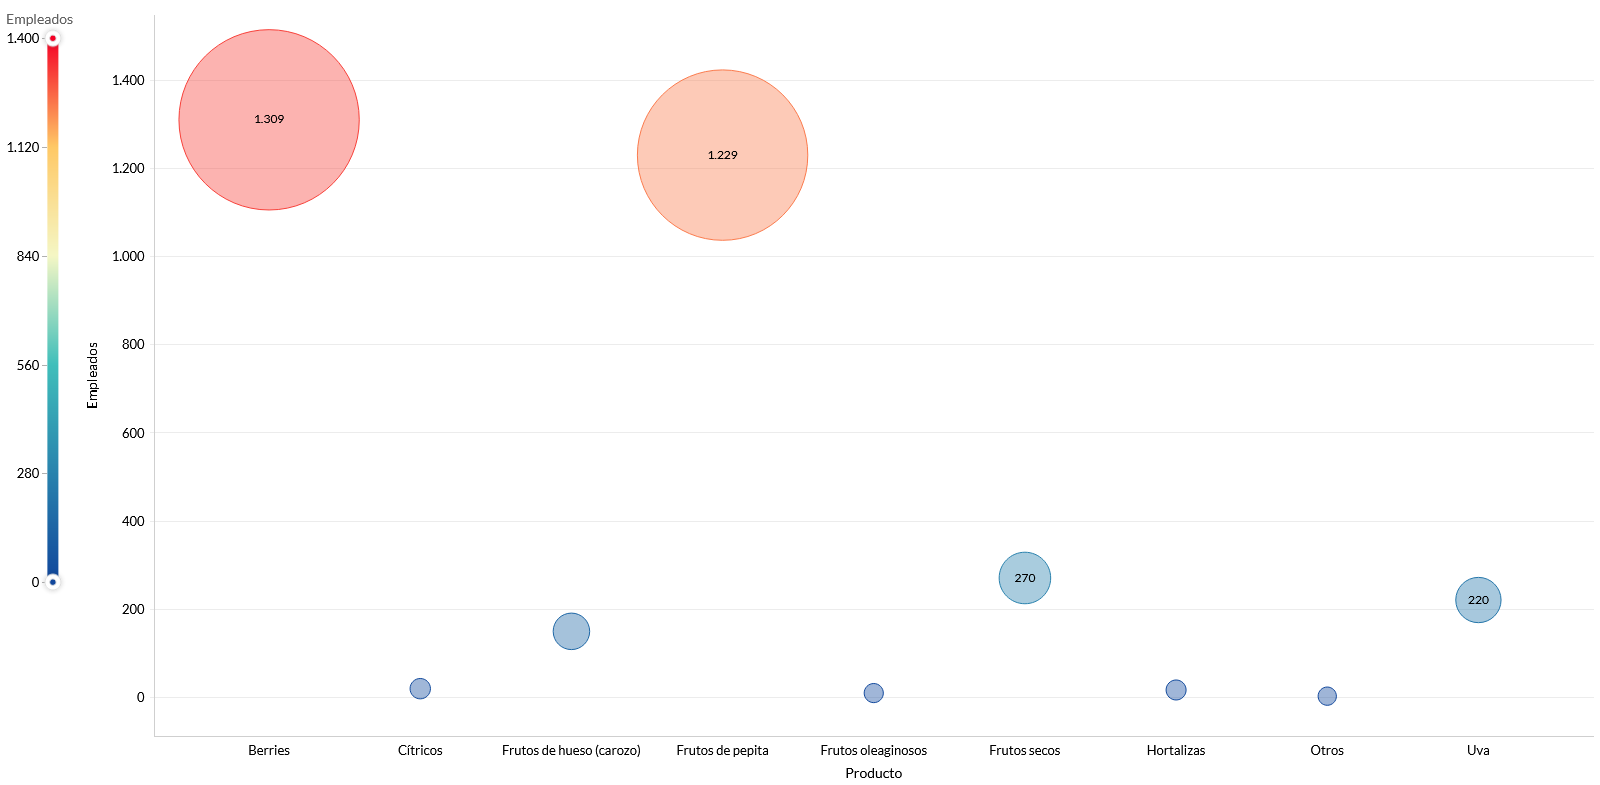 Empleados
1.400
1.120
840
560
280
0
Empleados
1.400
1.200
1.000
800
600
400
200
0
1.309
1.229
270
220
Berries
Cítricos
Frutos de hueso (carozo)
Frutos de pepita
Frutos oleaginosos
Frutos secos
Hortalizas
Otros
Uva
Producto